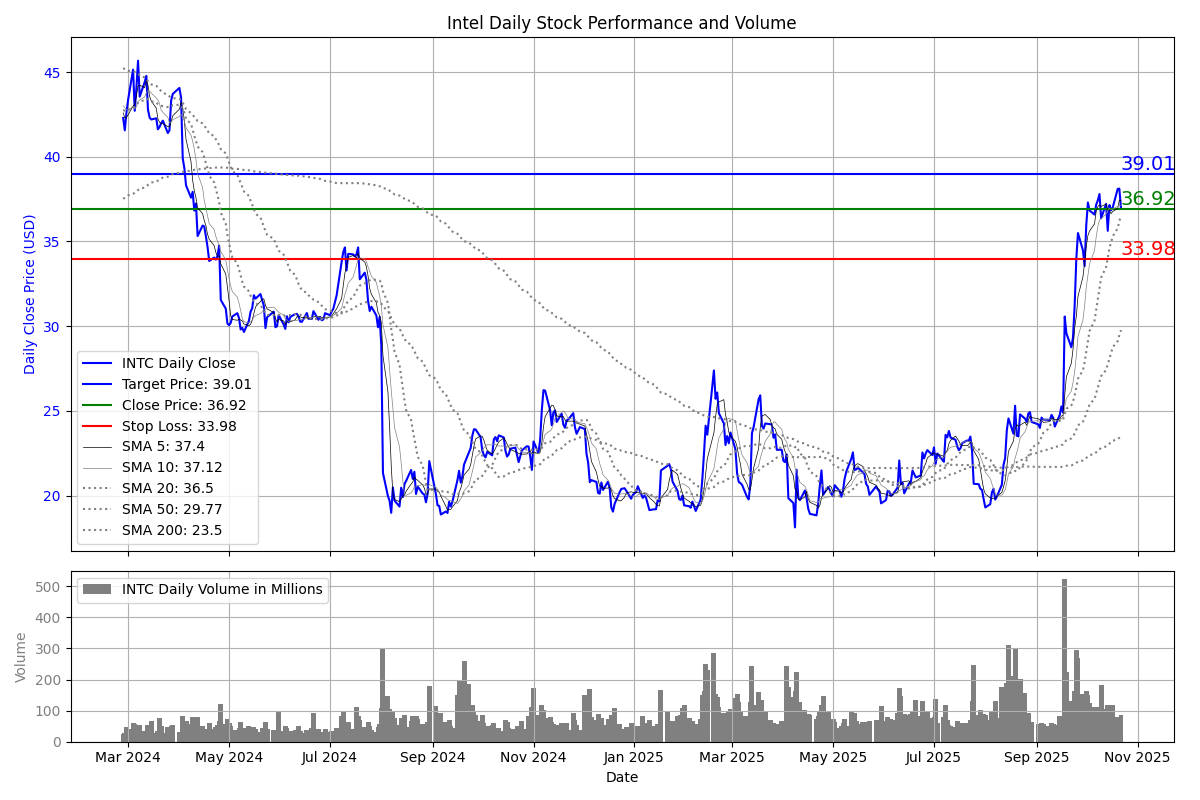 Intel Daily Stock Performance and Volume
Daily Close Price (USD)
45
40
35
30
25
20
39.01
36.92
33.98
INTC Daily Close
Target Price: 39.01
Close Price: 36.92
Stop Loss: 33.98
SMA 5: 37.4
SMA 10: 37.12
SMA 20: 36.5
SMA 50: 29.77
SMA 200: 23.5
Volume
500
400
300
200
100
0
INTC Daily Volume in Millions
Mar 2024 May 2024 Jul 2024 Sep 2024 Nov 2024 Jan 2025 Mar 2025 May 2025 Jul 2025 Sep 2025 Nov 2025
Date